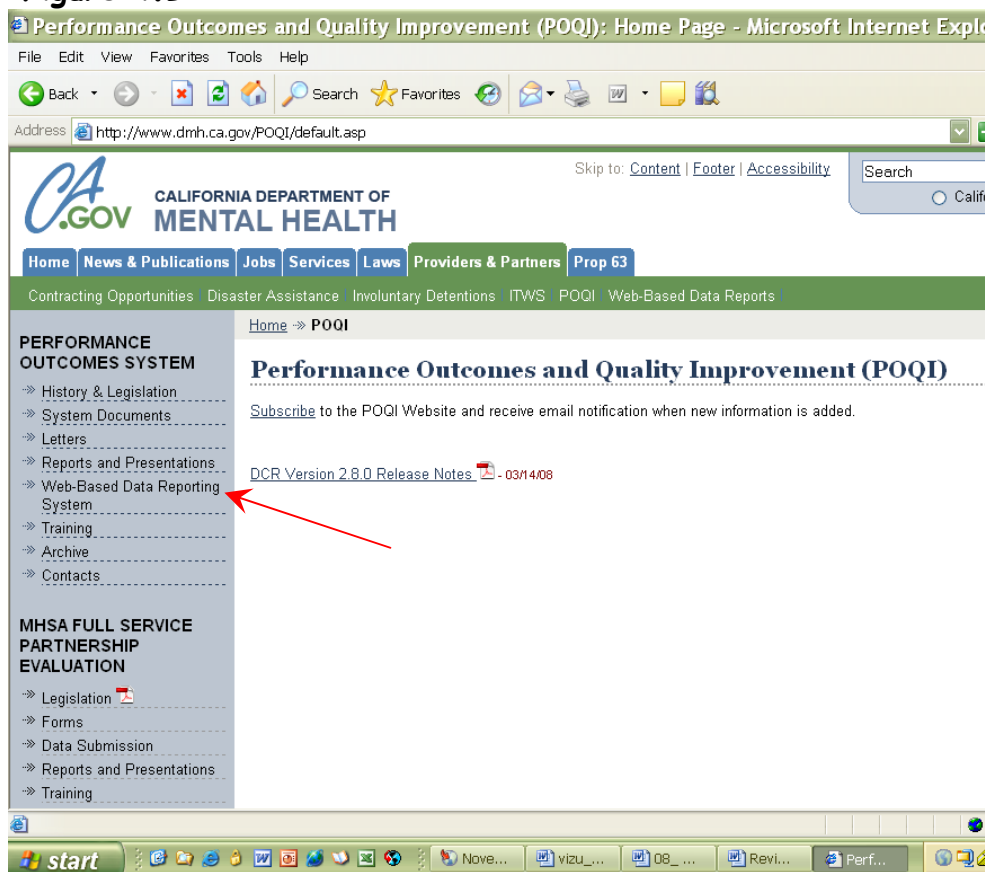 Performance Outcomes and Quality Improvement (POQI): Home Page - Microsoft Internet Explo
File Edit View Favorites Tools Help
Back Search Favorites
Address http://www.dmh.ca.gov/POQI/default.asp
Skip to: Content | Footer | Accessibility
Search
CA.GOV
CALIFORNIA DEPARTMENT OF
MENTAL HEALTH
Home News & Publications Jobs Services Laws Providers & Partners Prop 63
Contracting Opportunities | Disaster Assistance | Involuntary Detentions | ITWS | POQI | Web-Based Data Reports
Home ->> POQI
PERFORMANCE
OUTCOMES SYSTEM
History & Legislation
System Documents
Letters
Reports and Presentations
Web-Based Data Reporting
System
Training
Archive
Contacts
MHSA FULL SERVICE
PARTNERSHIP
EVALUATION
Legislation
Forms
Data Submission
Reports and Presentations
Training
Performance Outcomes and Quality Improvement (POQI)
Subscribe to the POQI Website and receive email notification when new information is added.
DCR Version 2.8.0 Release Notes - 03/14/08
start Nove... vizu_... 08_ ... Revi... Perf...